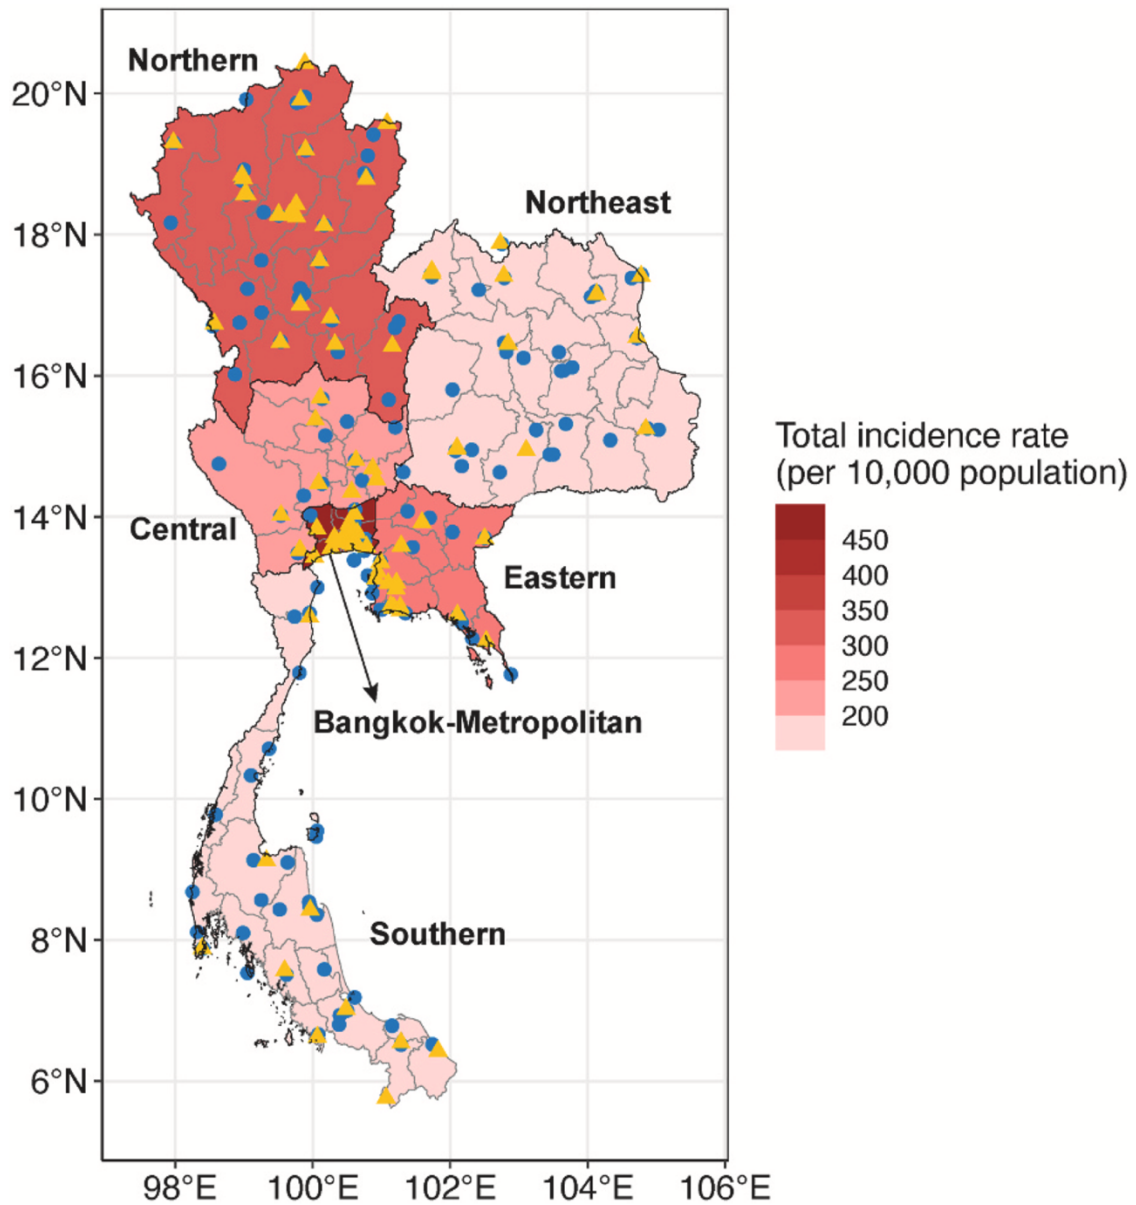 Northern
20°N
Northeast
18°N
16°N
Total incidence rate
(per 10,000 population)
14°N
Central
450
Eastern
400
350
300
12°N
250
Bangkok-Metropolitan
200
10°N
8°N
Southern
6°N
98°E 100°E 102°E 104°E 106°E